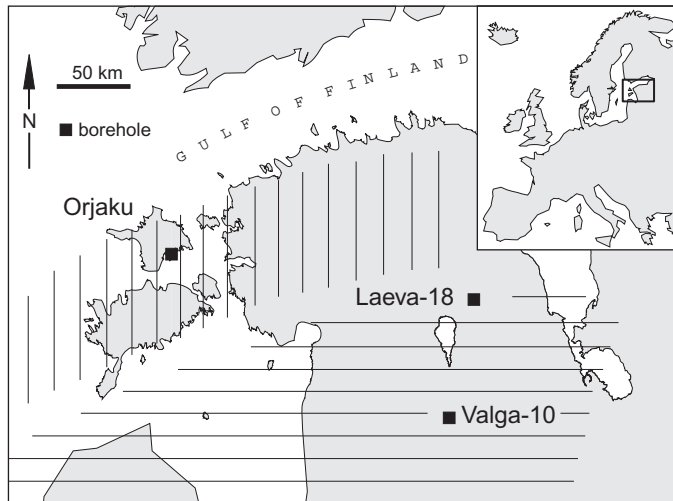 50 km
GULF OF FINLAND
N
borehole
Orjaku
Laeva-18
Valga-10